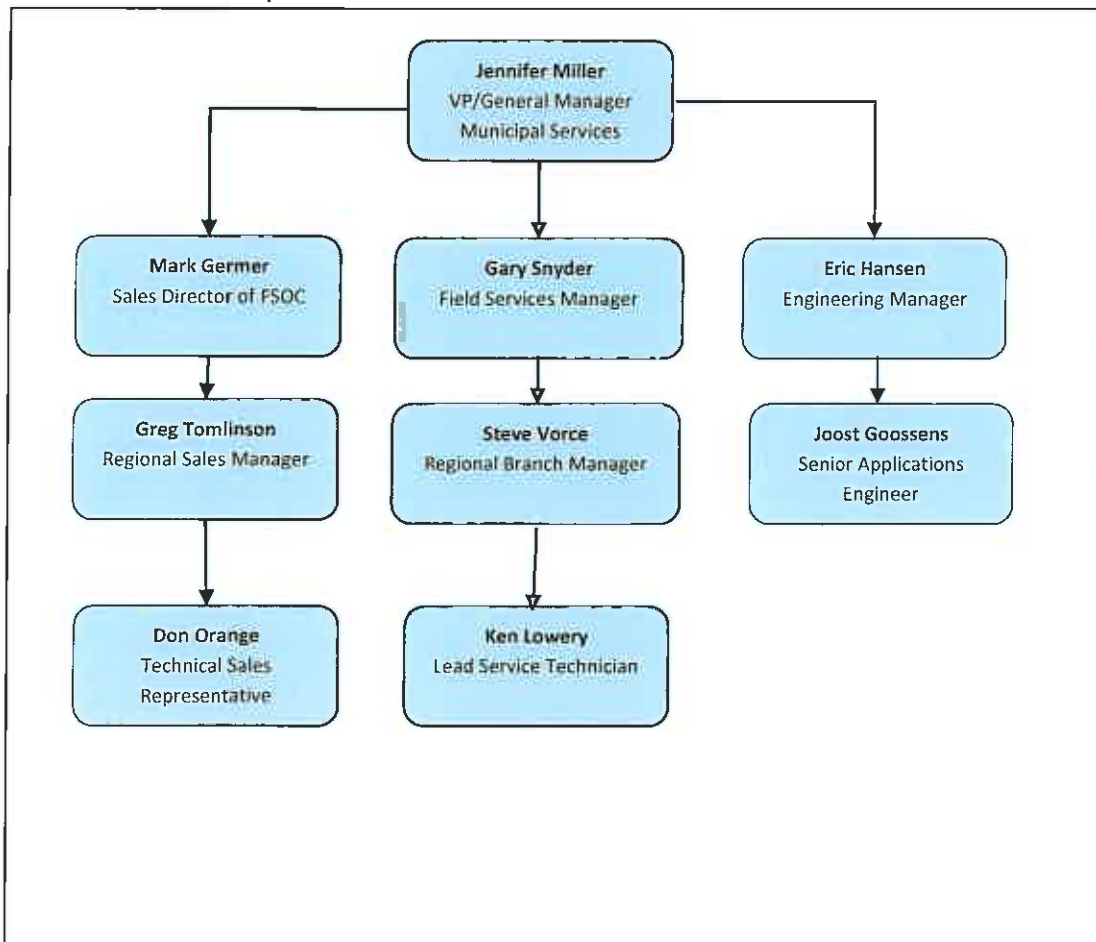 Jennifer Miller
VP/General Manager
Municipal Services
Mark Germer
Sales Director of FSOC
Gary Snyder
Field Services Manager
Eric Hansen
Engineering Manager
Greg Tomlinson
Regional Sales Manager
Steve Vorce
Regional Branch Manager
Joost Goossens
Senior Applications
Engineer
Don Orange
Technical Sales
Representative
Ken Lowery
Lead Service Technician